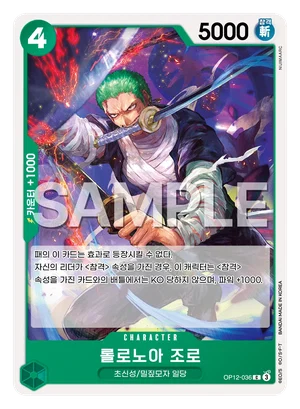 4
5000
참격
斬
카운터 +1000
SAMPLE
패의 이 카드는 효과로 등장시킬 수 없다.
자신의 리더가 <참격> 속성을 가진 경우, 이 캐릭터는 <참격>
속성을 가진 카드와의 배틀에서는 KO 당하지 않으며, 파워 +1000.
CHARACTER
롤로노아 조로
초신성/밀짚모자 일당
OP12-036 C
BANDAI MADE IN KOREA